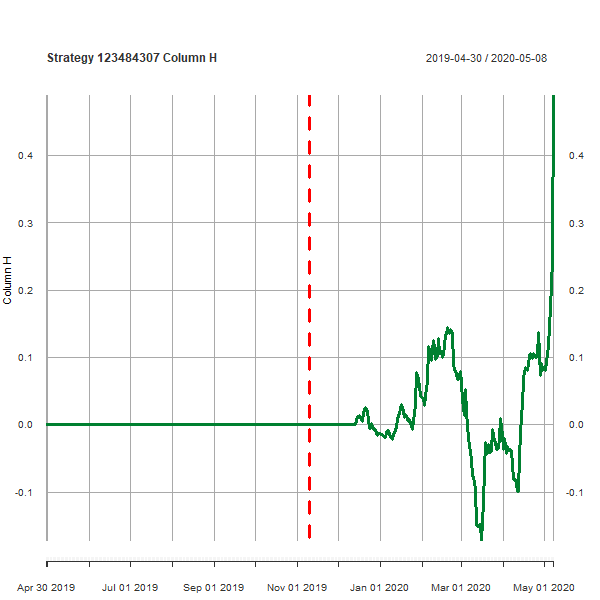 Strategy 123484307 Column H
2019-04-30 / 2020-05-08
0.4
0.4
0.3
0.3
Column H
0.2
0.2
0.1
0.1
0.0
0.0
-0.1
-0.1
Apr 30 2019
Jul 01 2019
Sep 01 2019
Nov 01 2019
Jan 01 2020
Mar 01 2020
May 01 2020